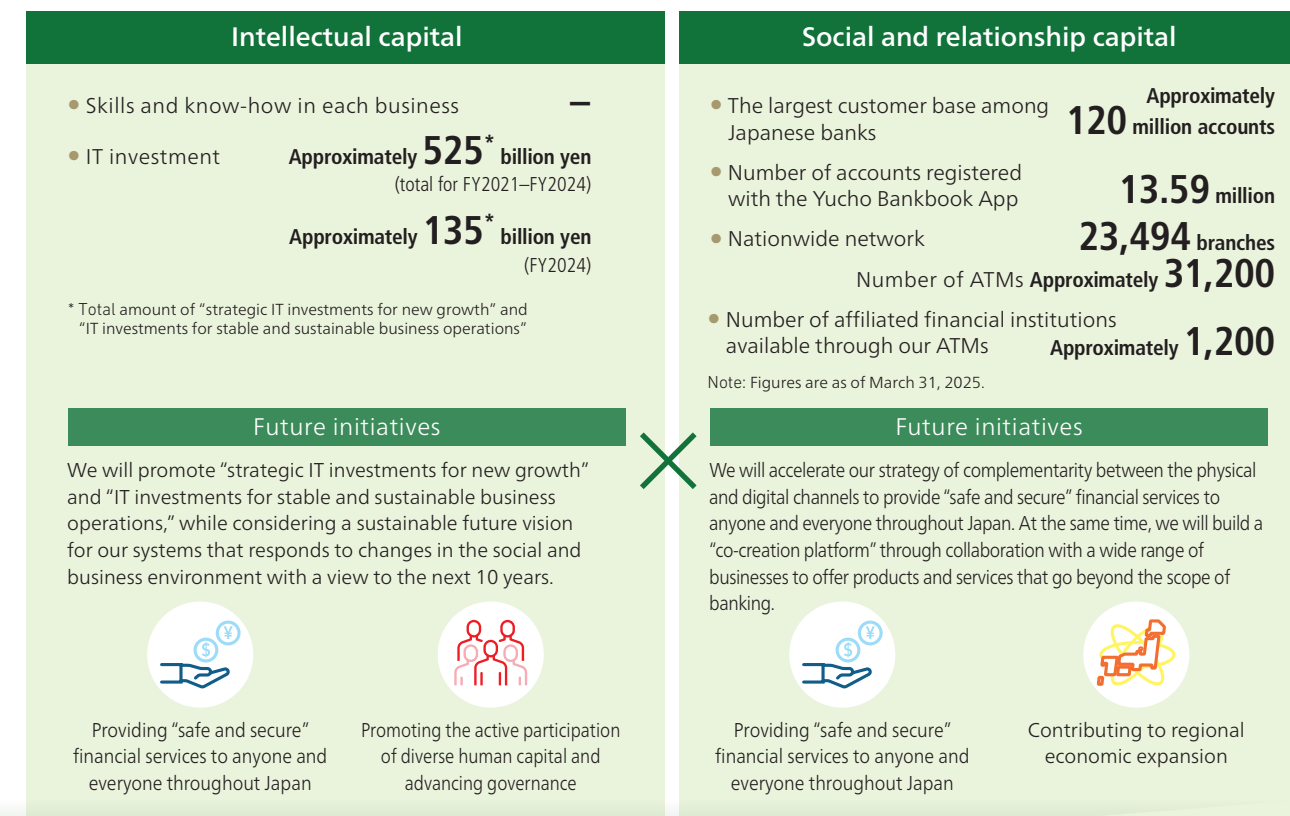 Intellectual capital
• Skills and know-how in each business –
• IT investment Approximately 525* billion yen
(total for FY2021–FY2024)
Approximately 135* billion yen
(FY2024)
* Total amount of “strategic IT investments for new growth” and
“IT investments for stable and sustainable business operations”
Future initiatives
We will promote “strategic IT investments for new growth”
and “IT investments for stable and sustainable business
operations,” while considering a sustainable future vision
for our systems that responds to changes in the social and
business environment with a view to the next 10 years.
$ ¥
Providing “safe and secure”
financial services to anyone and
everyone throughout Japan
Promoting the active participation
of diverse human capital and
advancing governance
Social and relationship capital
• The largest customer base among
Japanese banks
Approximately
120 million accounts
• Number of accounts registered
with the Yucho Bankbook App
13.59 million
• Nationwide network 23,494 branches
Number of ATMs Approximately 31,200
• Number of affiliated financial institutions
available through our ATMs Approximately 1,200
Note: Figures are as of March 31, 2025.
Future initiatives
We will accelerate our strategy of complementarity between the physical
and digital channels to provide “safe and secure” financial services to
anyone and everyone throughout Japan. At the same time, we will build a
“co-creation platform” through collaboration with a wide range of
businesses to offer products and services that go beyond the scope of
banking.
$ ¥
Providing “safe and secure”
financial services to anyone and
everyone throughout Japan
Contributing to regional
economic expansion